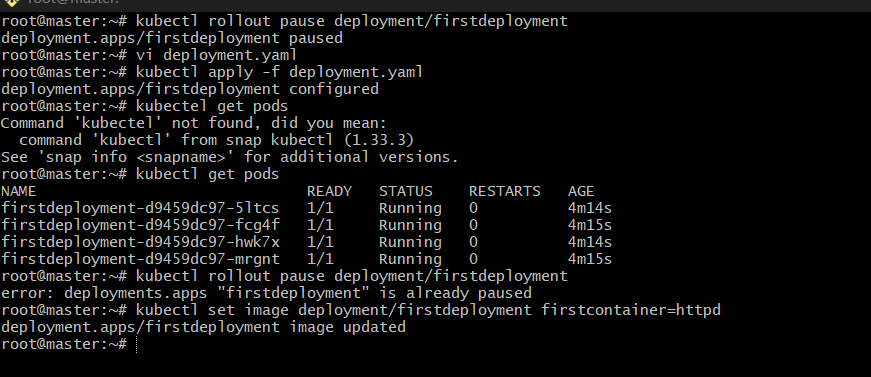 root@master: ~
root@master:~# kubectl rollout pause deployment/firstdeployment
deployment.apps/firstdeployment paused
root@master:~# vi deployment.yaml
root@master:~# kubectl apply -f deployment.yaml
deployment.apps/firstdeployment configured
root@master:~# kubectel get pods
Command 'kubectel' not found, did you mean:
  command 'kubectl' from snap kubectl (1.33.3)
See 'snap info <snapname>' for additional versions.
root@master:~# kubectl get pods
NAME                              READY   STATUS    RESTARTS   AGE
firstdeployment-d9459dc97-5ltcs   1/1     Running   0          4m14s
firstdeployment-d9459dc97-fcg4f   1/1     Running   0          4m15s
firstdeployment-d9459dc97-hwk7x   1/1     Running   0          4m14s
firstdeployment-d9459dc97-mrgnt   1/1     Running   0          4m15s
root@master:~# kubectl rollout pause deployment/firstdeployment
error: deployments.apps "firstdeployment" is already paused
root@master:~# kubectl set image deployment/firstdeployment firstcontainer=httpd
deployment.apps/firstdeployment image updated
root@master:~#